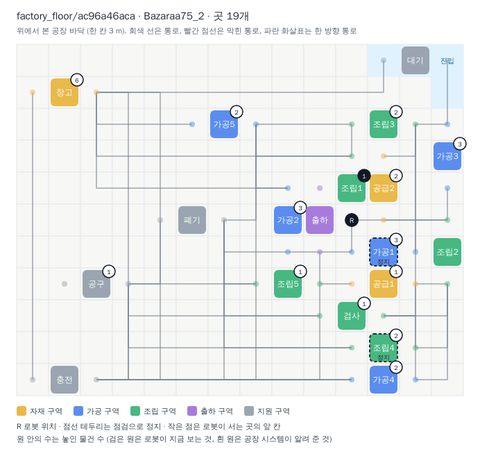 factory_floor/ac96a46aca · Bazaraa75_2 · 곳 19개
위에서 본 공장 바닥 (한 칸 3 m). 회색 선은 통로, 빨간 점선은 막힌 통로, 파란 화살표는 한 방향 통로
대기
진입
창고 6
가공5 2
조립3 2
가공3 3
조립1 1
공급2 2
폐기
가공2 3
출하
R
가공1 3
정지
조립2
공구 1
조립5 1
공급1 1
검사 1
조립4 2
정지
충전
가공4 2
자재 구역
가공 구역
조립 구역
출하 구역
지원 구역
R 로봇 위치 · 점선 테두리는 점검으로 정지 · 작은 점은 로봇이 서는 곳의 앞 칸
원 안의 수는 놓인 물건 수 (검은 원은 로봇이 지금 보는 것, 흰 원은 공장 시스템이 알려 준 것)